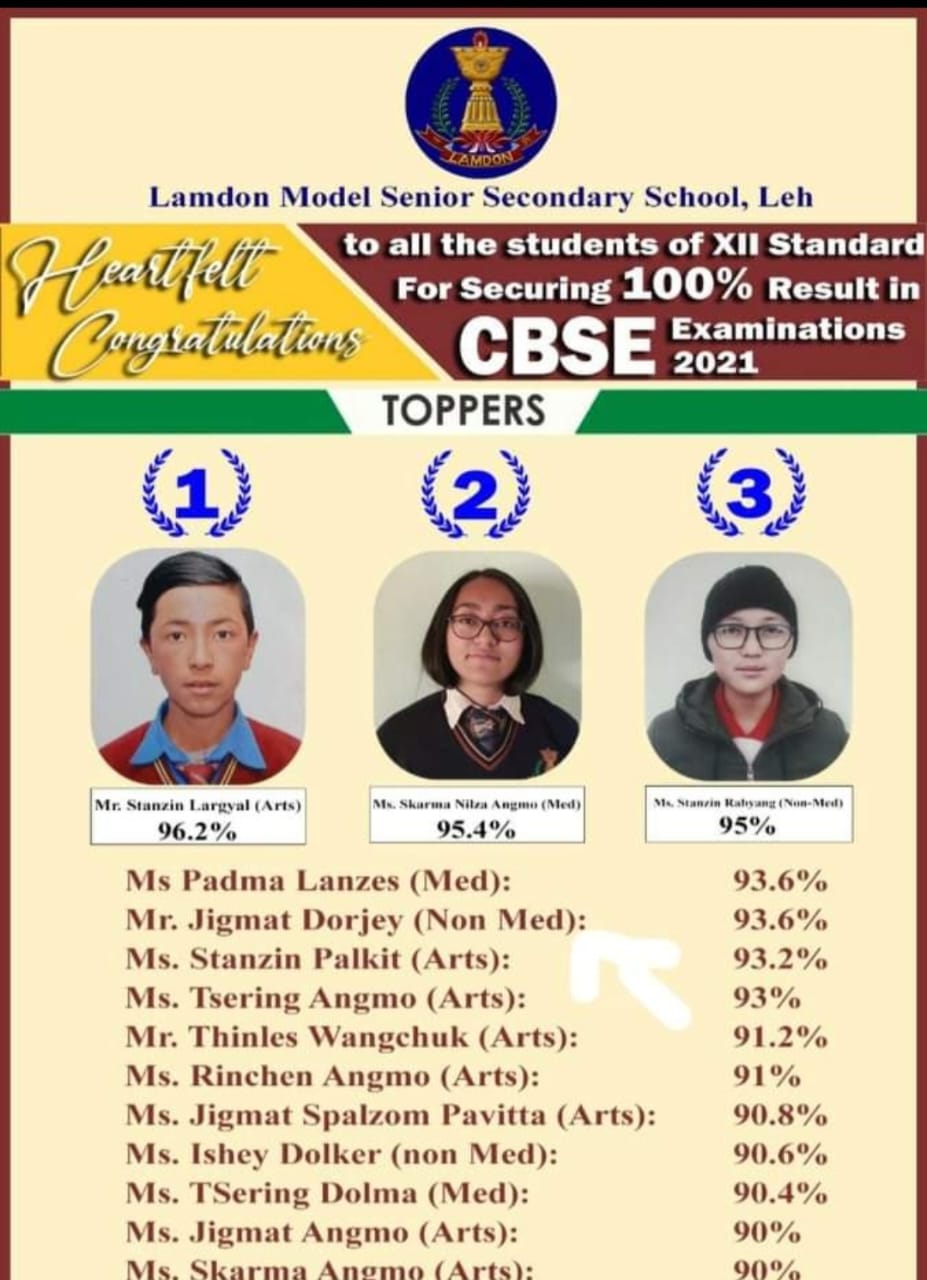 LAMDON
Lamdon Model Senior Secondary School, Leh
Heartfelt
Congratulations
to all the students of XII Standard
For Securing 100% Result in
CBSE Examinations
2021
TOPPERS
1 2 3
Mr. Stanzin Largyal (Arts)
96.2%
Ms. Skarma Nilza Angmo (Med)
95.4%
Ms. Stanzin Rabyang (Non-Med)
95%
Ms Padma Lanzes (Med): 93.6%
Mr. Jigmat Dorjey (Non Med): 93.6%
Ms. Stanzin Palkit (Arts): 93.2%
Ms. Tsering Angmo (Arts): 93%
Mr. Thinles Wangchuk (Arts): 91.2%
Ms. Rinchen Angmo (Arts): 91%
Ms. Jigmat Spalzom Pavitta (Arts): 90.8%
Ms. Ishey Dolker (non Med): 90.6%
Ms. TSering Dolma (Med): 90.4%
Ms. Jigmat Angmo (Arts): 90%
Ms. Skarma Angmo (Arts): 90%